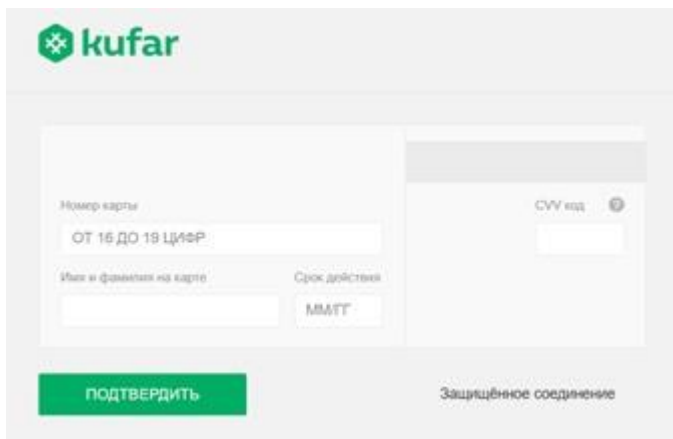 kufar
Номер карты
CVV код
ОТ 16 ДО 19 ЦИФР
Имя и фамилия на карте
Срок действия
ММ/ГГ
ПОДТВЕРДИТЬ
Защищённое соединение